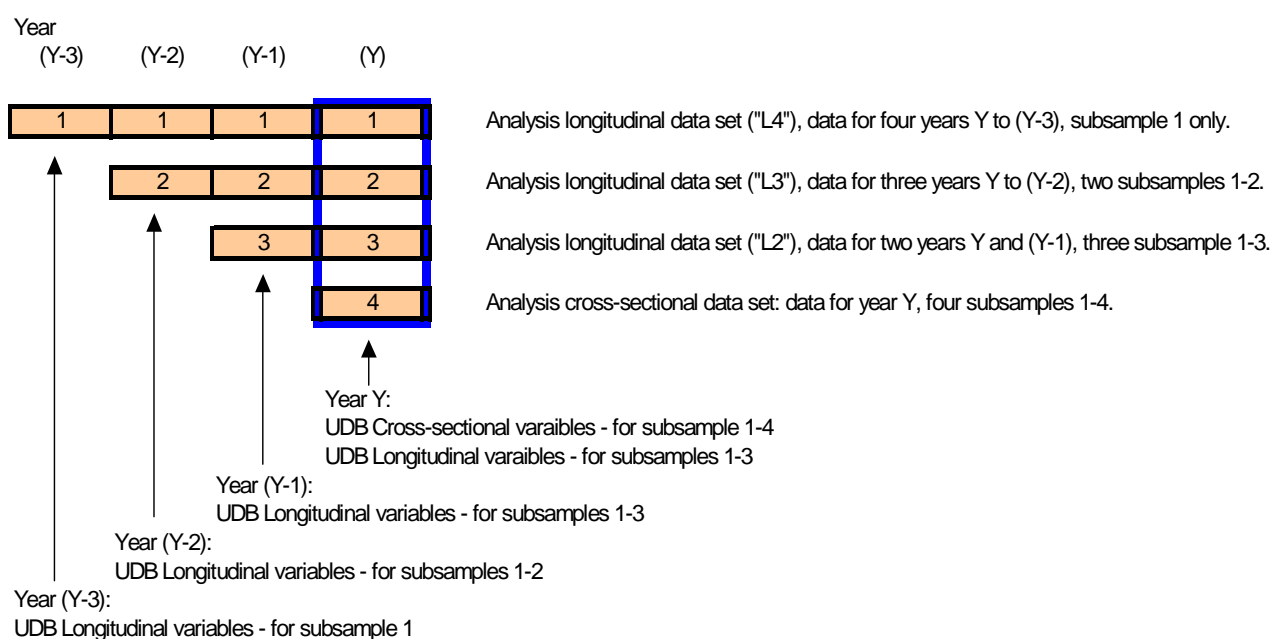 Year
(Y-3) (Y-2) (Y-1) (Y)
1 1 1 1 Analysis longitudinal data set ("L4"), data for four years Y to (Y-3), subsample 1 only.
2 2 2 Analysis longitudinal data set ("L3"), data for three years Y to (Y-2), two subsamples 1-2.
3 3 Analysis longitudinal data set ("L2"), data for two years Y and (Y-1), three subsample 1-3.
4 Analysis cross-sectional data set: data for year Y, four subsamples 1-4.
Year Y:
UDB Cross-sectional varaibles - for subsample 1-4
UDB Longitudinal varaibles - for subsamples 1-3
Year (Y-1):
UDB Longitudinal variables - for subsamples 1-3
Year (Y-2):
UDB Longitudinal variables - for subsamples 1-2
Year (Y-3):
UDB Longitudinal variables - for subsample 1